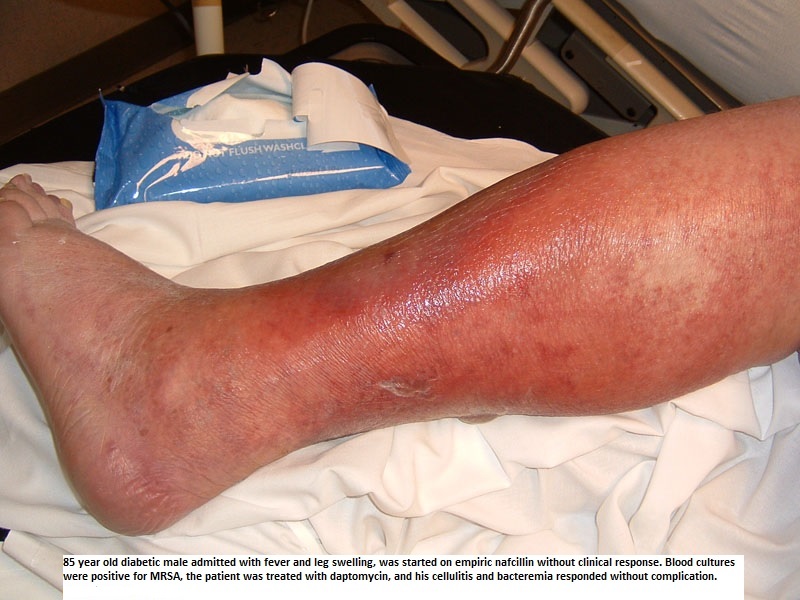 NOT FLUSH WASHCL
85 year old diabetic male admitted with fever and leg swelling, was started on empiric nafcillin without clinical response. Blood cultures
were positive for MRSA, the patient was treated with daptomycin, and his cellulitis and bacteremia responded without complication.